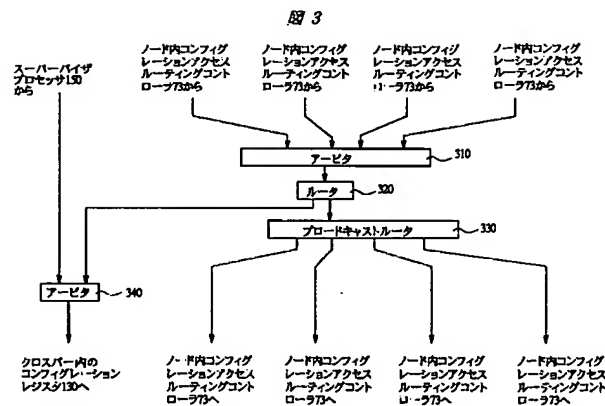 図 3
スーパーバイザ
プロセッサ150
から
ノード内コンフィグ
レーションアクセス
ルーティングコント
ローラ73から
ノード内コンフィグ
レーションアクセス
ルーティングコント
ローラ73から
ノード内コンフィグ
レーションアクセス
ルーティングコント
ローラ73から
ノード内コンフィグ
レーションアクセス
ルーティングコント
ローラ73から
アービタ
310
ルータ
320
ブロードキャストルータ
330
アービタ
340
クロスバー内の
コンフィグレーション
レジスタ130へ
ノード内コンフィグ
レーションアクセス
ルーティングコント
ローラ73へ
ノード内コンフィグ
レーションアクセス
ルーティングコント
ローラ73へ
ノード内コンフィグ
レーションアクセス
ルーティングコント
ローラ73へ
ノード内コンフィグ
レーションアクセス
ルーティングコント
ローラ73へ